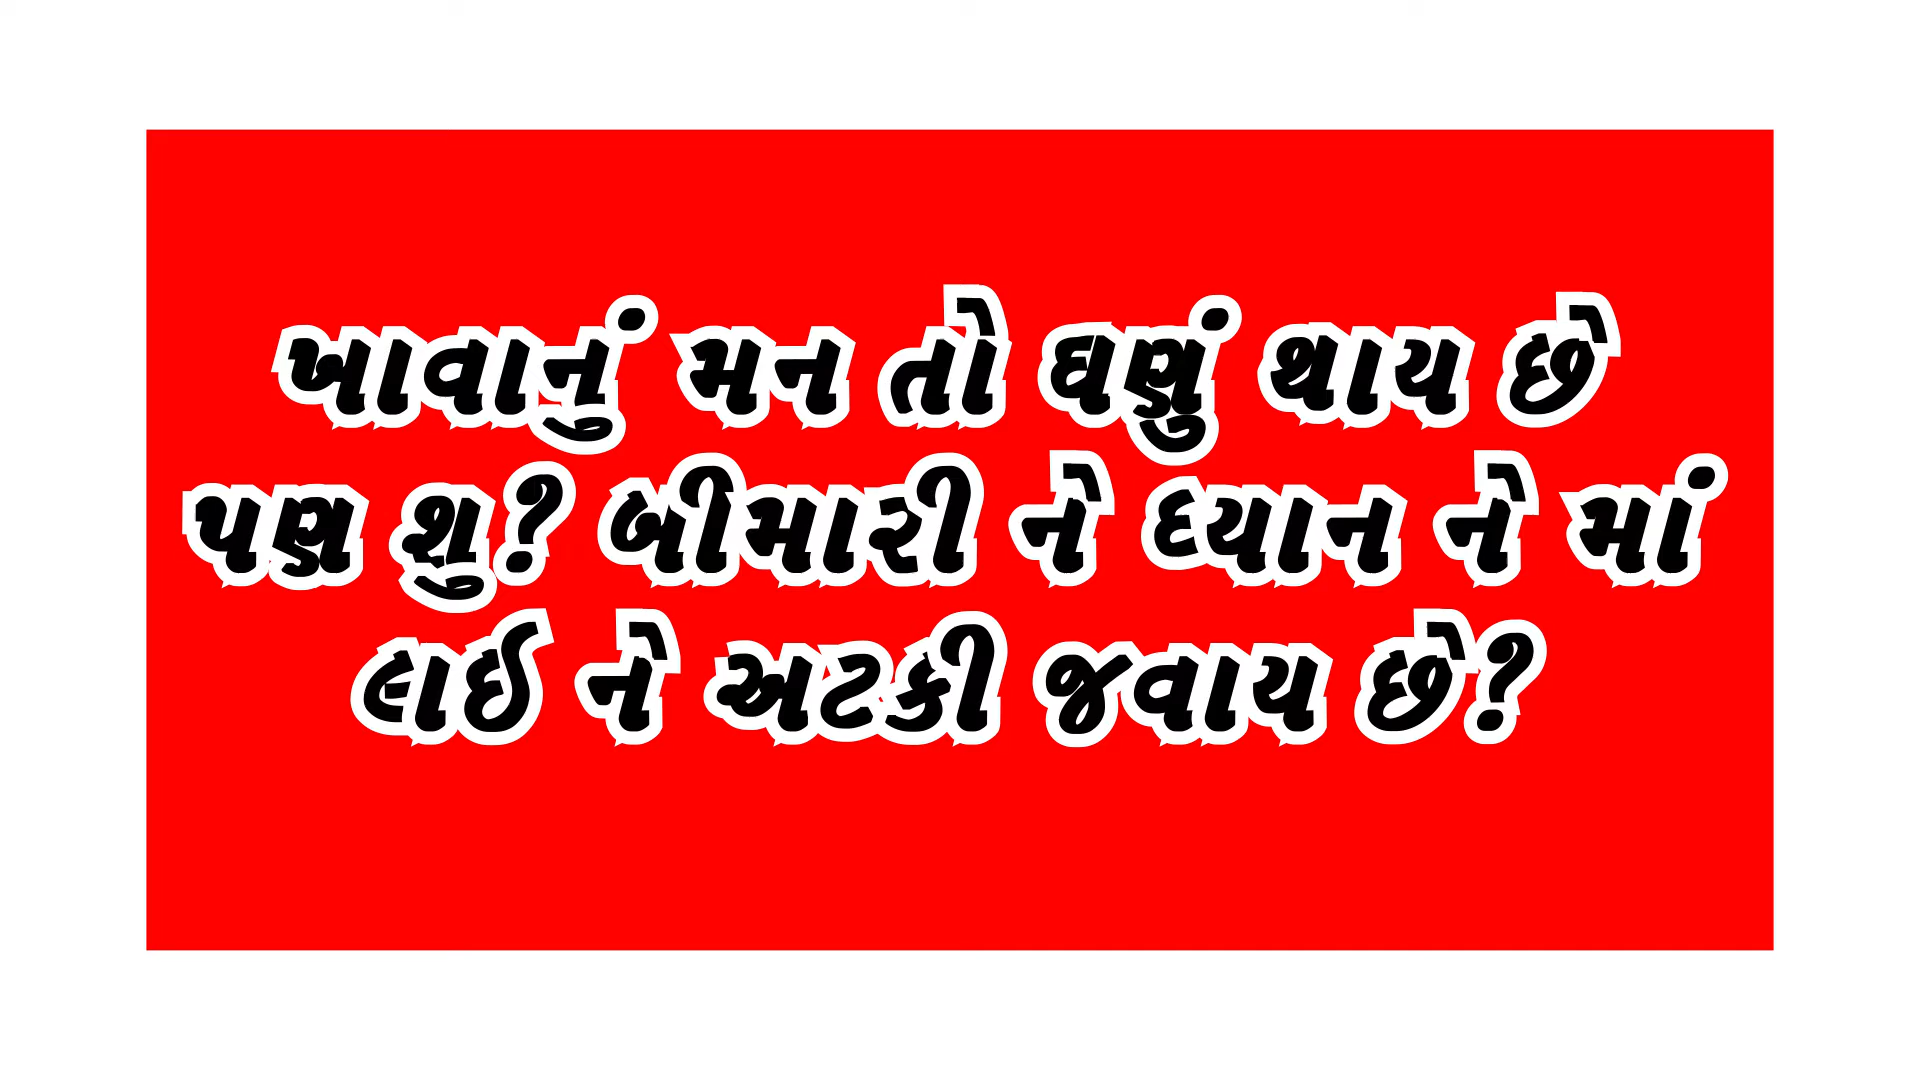 ખાવાનું મન તો ઘણું થાય છે
પણ શુ? બીમારી ને ધ્યાન ને માં
લઈ ને અટકી જવાય છે?